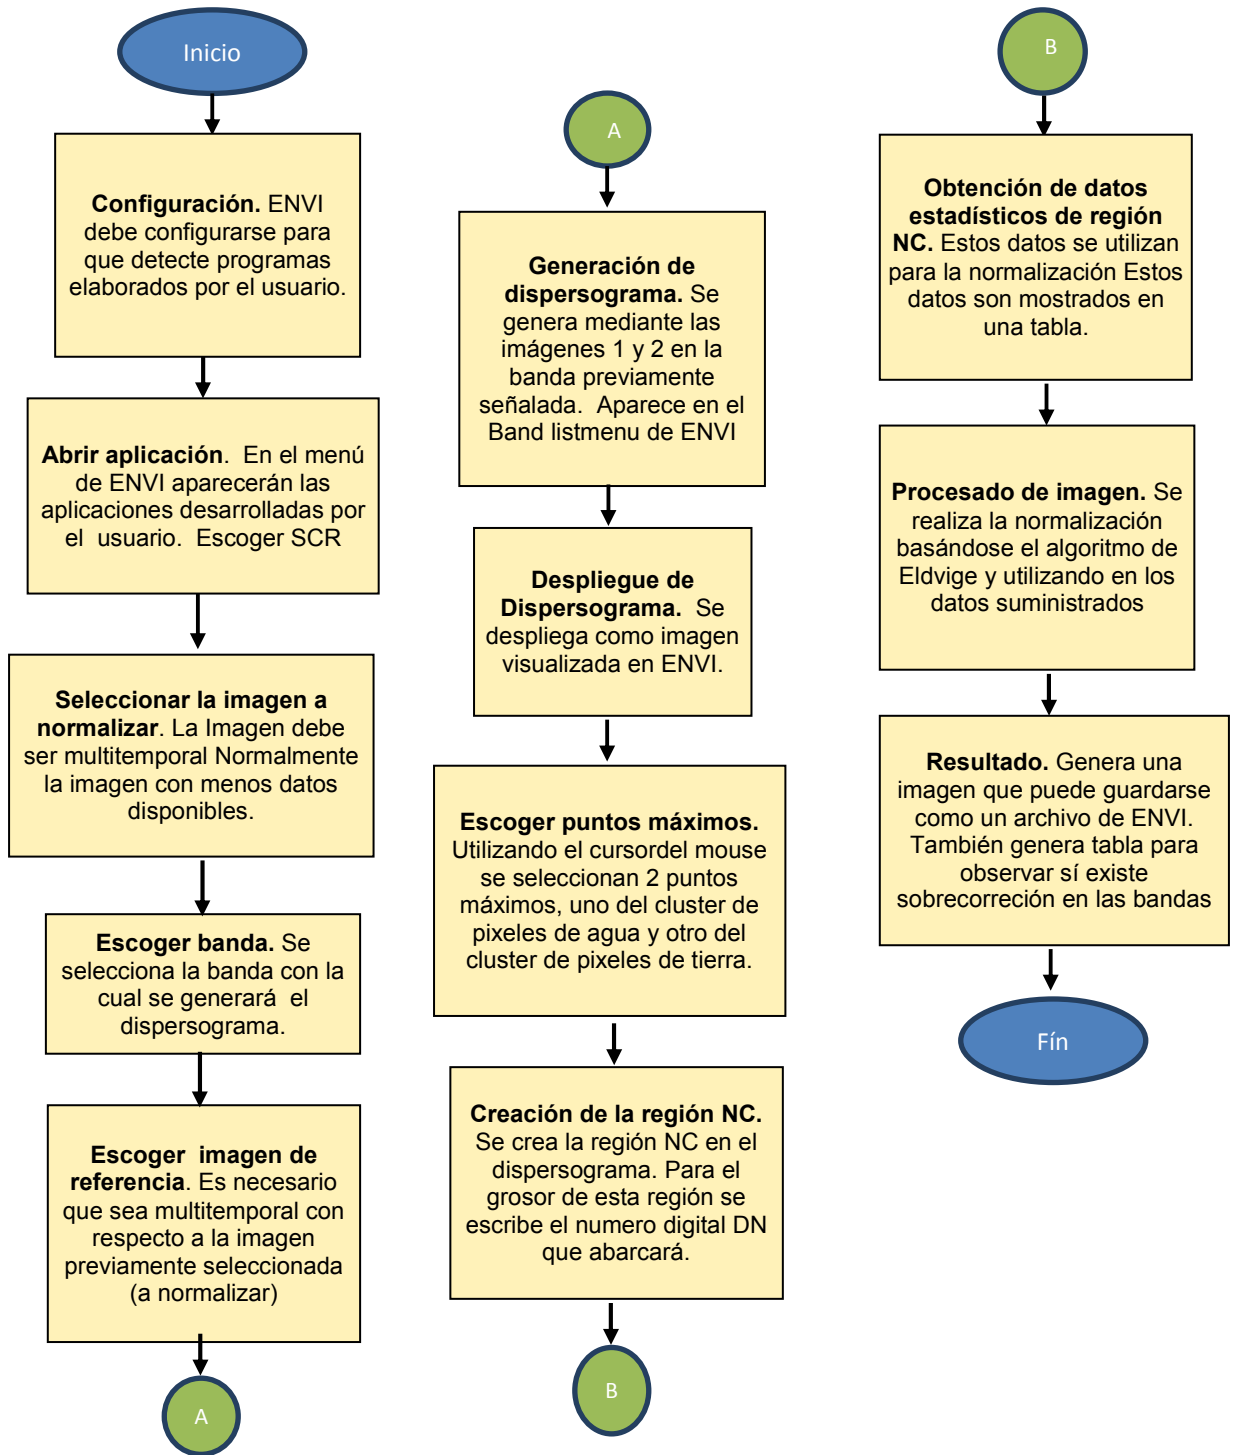 Inicio
Configuración. ENVI
debe configurarse para
que detecte programas
elaborados por el usuario.
Abrir aplicación.  En el menú
de ENVI aparecerán las
aplicaciones desarrolladas por
el  usuario.  Escoger SCR
Seleccionar la imagen a
normalizar. La Imagen debe
ser multitemporal Normalmente
la imagen con menos datos
disponibles.
Escoger banda. Se
selecciona la banda con la
cual se generará  el
dispersograma.
Escoger  imagen de
referencia. Es necesario
que sea multitemporal con
respecto a la imagen
previamente seleccionada
(a normalizar)
A
A
Generación de
dispersograma. Se
genera mediante las
imágenes 1 y 2 en la
banda previamente
señalada.  Aparece en el
Band listmenu de ENVI
Despliegue de
Dispersograma.  Se
despliega como imagen
visualizada en ENVI.
Escoger puntos máximos.
Utilizando el cursordel mouse
se seleccionan 2 puntos
máximos, uno del cluster de
pixeles de agua y otro del
cluster de pixeles de tierra.
Creación de la región NC.
Se crea la región NC en el
dispersograma. Para el
grosor de esta región se
escribe el numero digital DN
que abarcará.
B
B
Obtención de datos
estadísticos de región
NC. Estos datos se utilizan
para la normalización Estos
datos son mostrados en
una tabla.
Procesado de imagen. Se
realiza la normalización
basándose el algoritmo de
Eldvige y utilizando en los
datos suministrados
Resultado. Genera una
imagen que puede guardarse
como un archivo de ENVI.
También genera tabla para
observar sí existe
sobrecorreción en las bandas
Fín